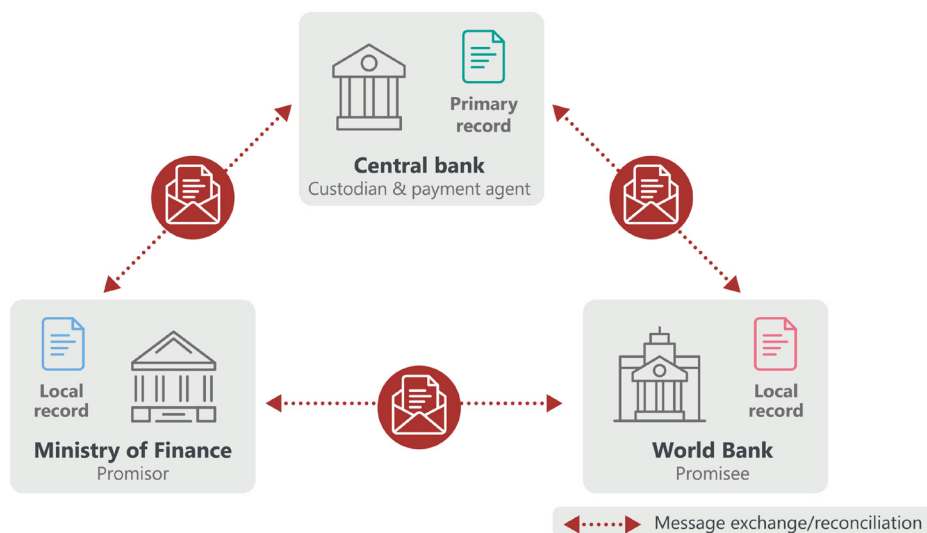 Primary
record
Central bank
Custodian & payment agent
Local
record
Ministry of Finance
Promisor
Local
record
World Bank
Promisee
Message exchange/reconciliation